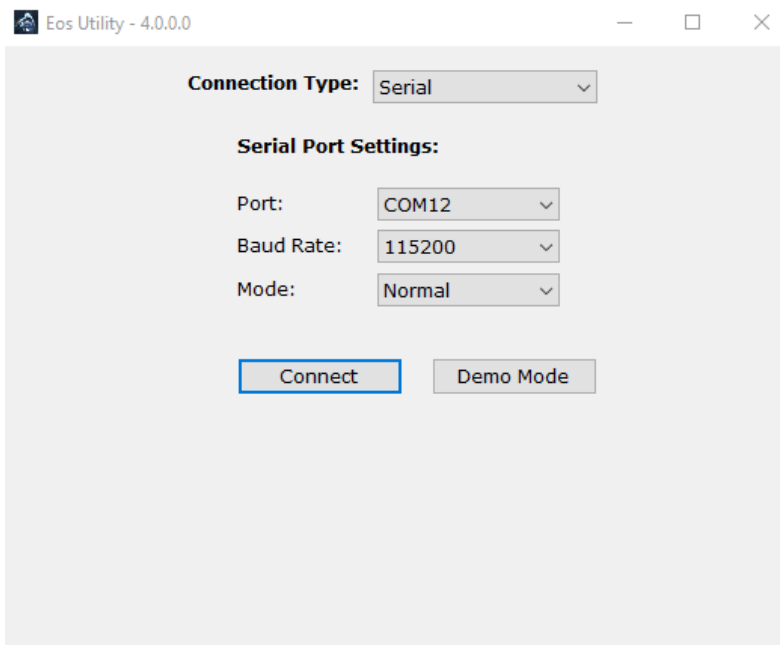 Eos Utility - 4.0.0.0
Connection Type: Serial
Serial Port Settings:
Port: COM12
Baud Rate: 115200
Mode: Normal
Connect Demo Mode